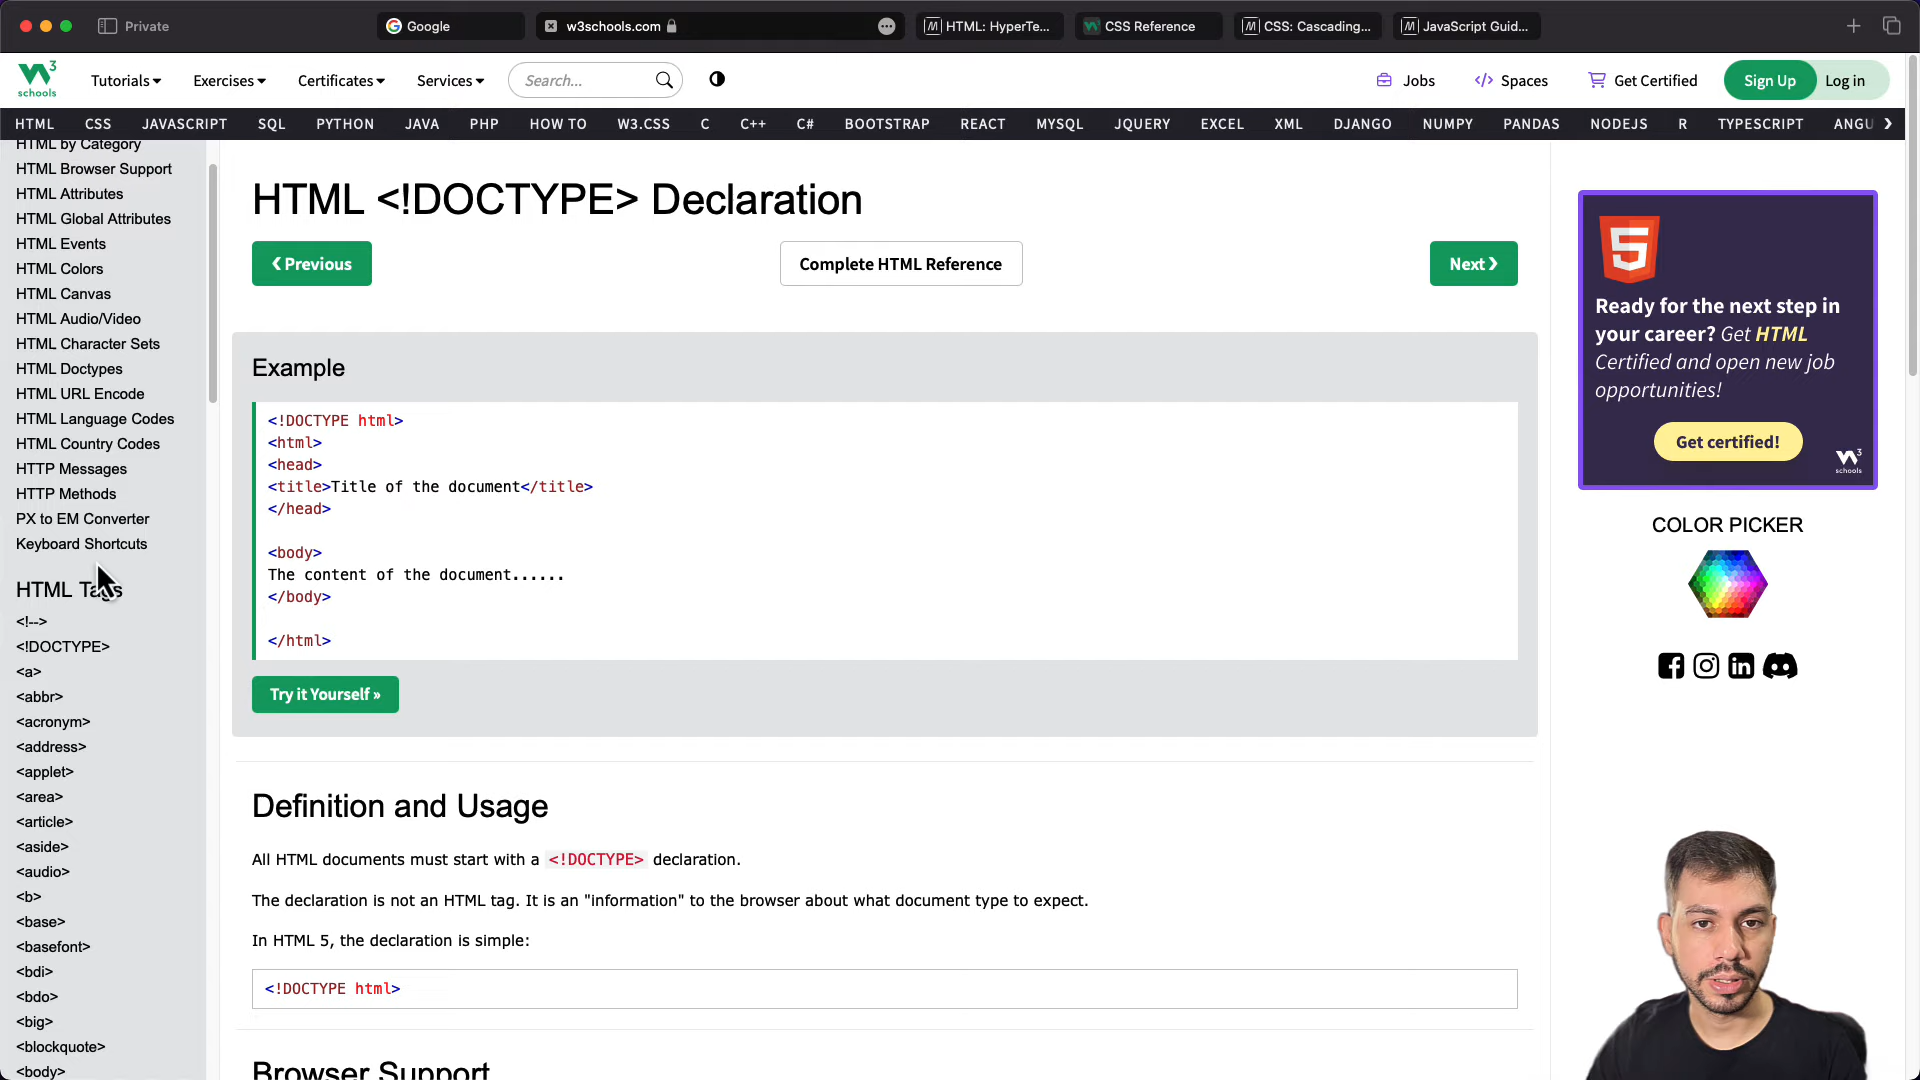 Private
Google
w3schools.com
HTML: HyperTe...
CSS Reference
CSS: Cascading...
JavaScript Guid...
W3 schools
Tutorials
Exercises
Certificates
Services
Search...
Jobs
Spaces
Get Certified
Sign Up
Log in
HTML
CSS
JAVASCRIPT
SQL
PYTHON
JAVA
PHP
HOW TO
W3.CSS
C
C++
C#
BOOTSTRAP
REACT
MYSQL
JQUERY
EXCEL
XML
DJANGO
NUMPY
PANDAS
NODEJS
R
TYPESCRIPT
ANGU
HTML by Category
HTML Browser Support
HTML Attributes
HTML Global Attributes
HTML Events
HTML Colors
HTML Canvas
HTML Audio/Video
HTML Character Sets
HTML Doctypes
HTML URL Encode
HTML Language Codes
HTML Country Codes
HTTP Messages
HTTP Methods
PX to EM Converter
Keyboard Shortcuts
HTML Tags
<!-->
<!DOCTYPE>
<a>
<abbr>
<acronym>
<address>
<applet>
<area>
<article>
<aside>
<audio>
<b>
<base>
<basefont>
<bdi>
<bdo>
<big>
<blockquote>
<body>
HTML <!DOCTYPE> Declaration
❮ Previous
Complete HTML Reference
Next ❯
Example
<!DOCTYPE html>
<html>
<head>
<title>Title of the document</title>
</head>
<body>
The content of the document......
</body>
</html>
Try it Yourself »
Definition and Usage
All HTML documents must start with a <!DOCTYPE> declaration.
The declaration is not an HTML tag. It is an "information" to the browser about what document type to expect.
In HTML 5, the declaration is simple:
<!DOCTYPE html>
Browser Support
5
Ready for the next step in
your career? Get HTML
Certified and open new job
opportunities!
Get certified!
W3 schools
COLOR PICKER